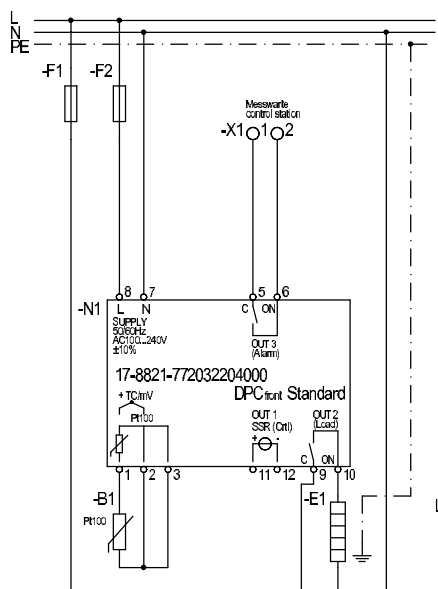 L
N
PE
-F1
-F2
Messwarte
control station
-X1 1 2
8 7 5 6
-N1
L N C ON
SUPPLY
50/60Hz
AC100...240V
±10%
OUT 3
(Alarm)
17-8821-772032204000
DPCfront Standard
+ TC/mV
Pt100
OUT 1
SSR (Crtl)
+ -
OUT 2
(Load)
C ON
1 2 3 11 12 9 10
-B1
-E1
Pt100
L